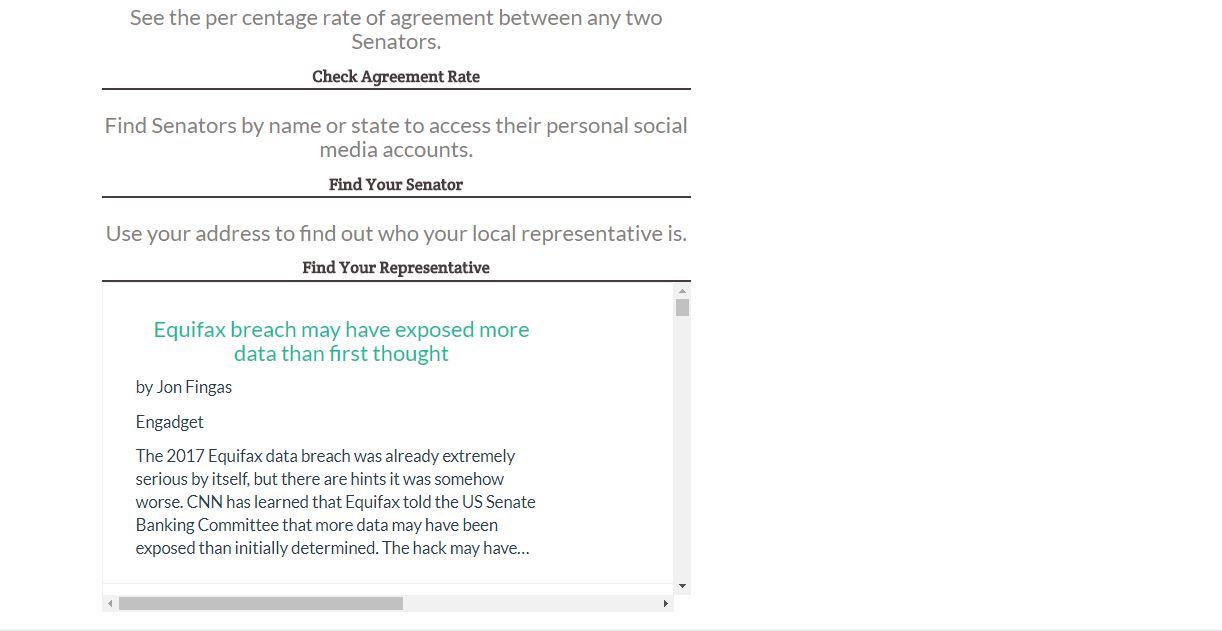 See the per centage rate of agreement between any two
Senators.
Check Agreement Rate
Find Senators by name or state to access their personal social
media accounts.
Find Your Senator
Use your address to find out who your local representative is.
Find Your Representative
Equifax breach may have exposed more
data than first thought
by Jon Fingas
Engadget
The 2017 Equifax data breach was already extremely
serious by itself, but there are hints it was somehow
worse. CNN has learned that Equifax told the US Senate
Banking Committee that more data may have been
exposed than initially determined. The hack may have…